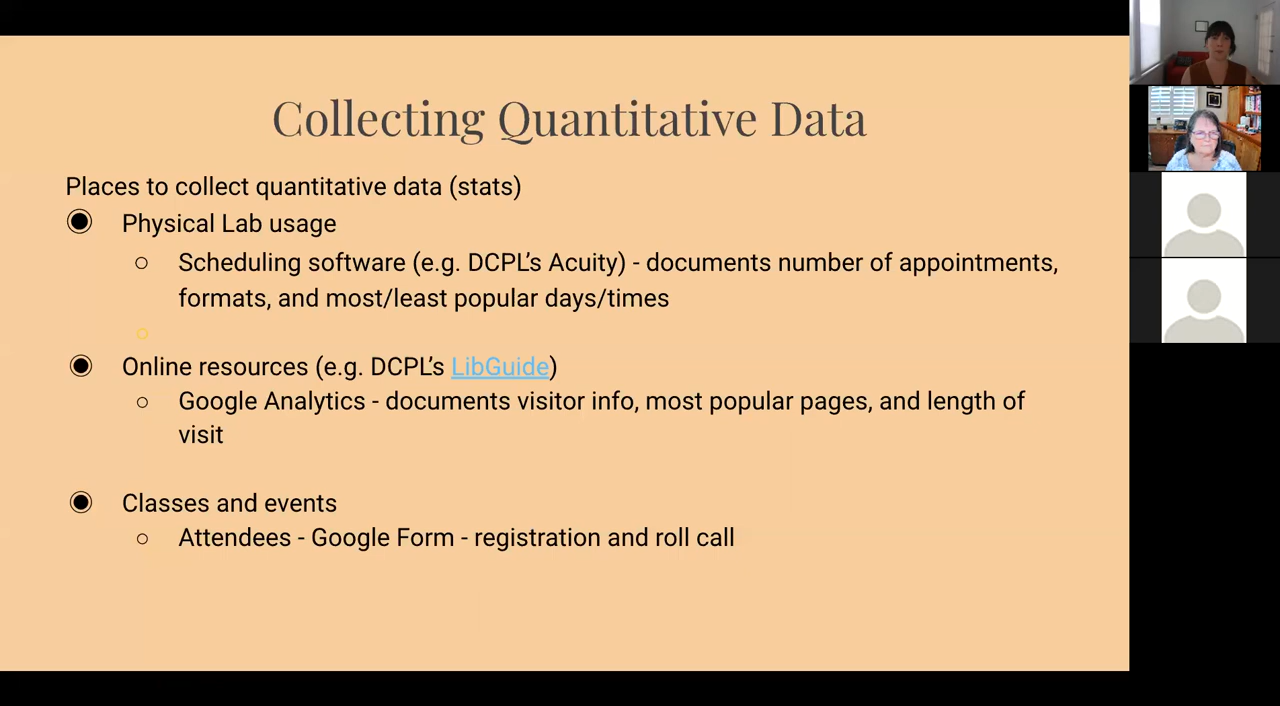 Collecting Quantitative Data
Places to collect quantitative data (stats)
Physical Lab usage
Scheduling software (e.g. DCPL’s Acuity) - documents number of appointments,
formats, and most/least popular days/times
Online resources (e.g. DCPL’s LibGuide)
Google Analytics - documents visitor info, most popular pages, and length of
visit
Classes and events
Attendees - Google Form - registration and roll call